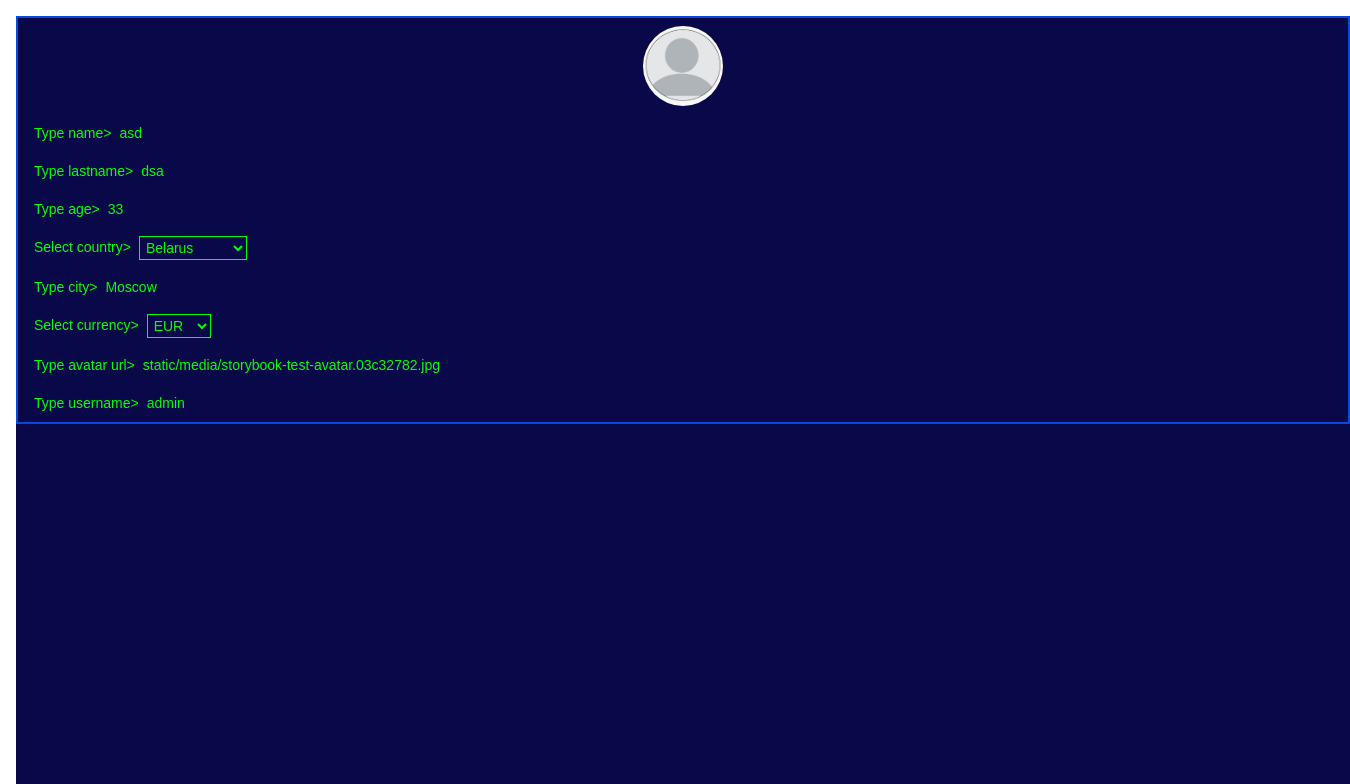 Type name> asd
Type lastname> dsa
Type age> 33
Select country> Belarus
Type city> Moscow
Select currency> EUR
Type avatar url> static/media/storybook-test-avatar.03c32782.jpg
Type username> admin